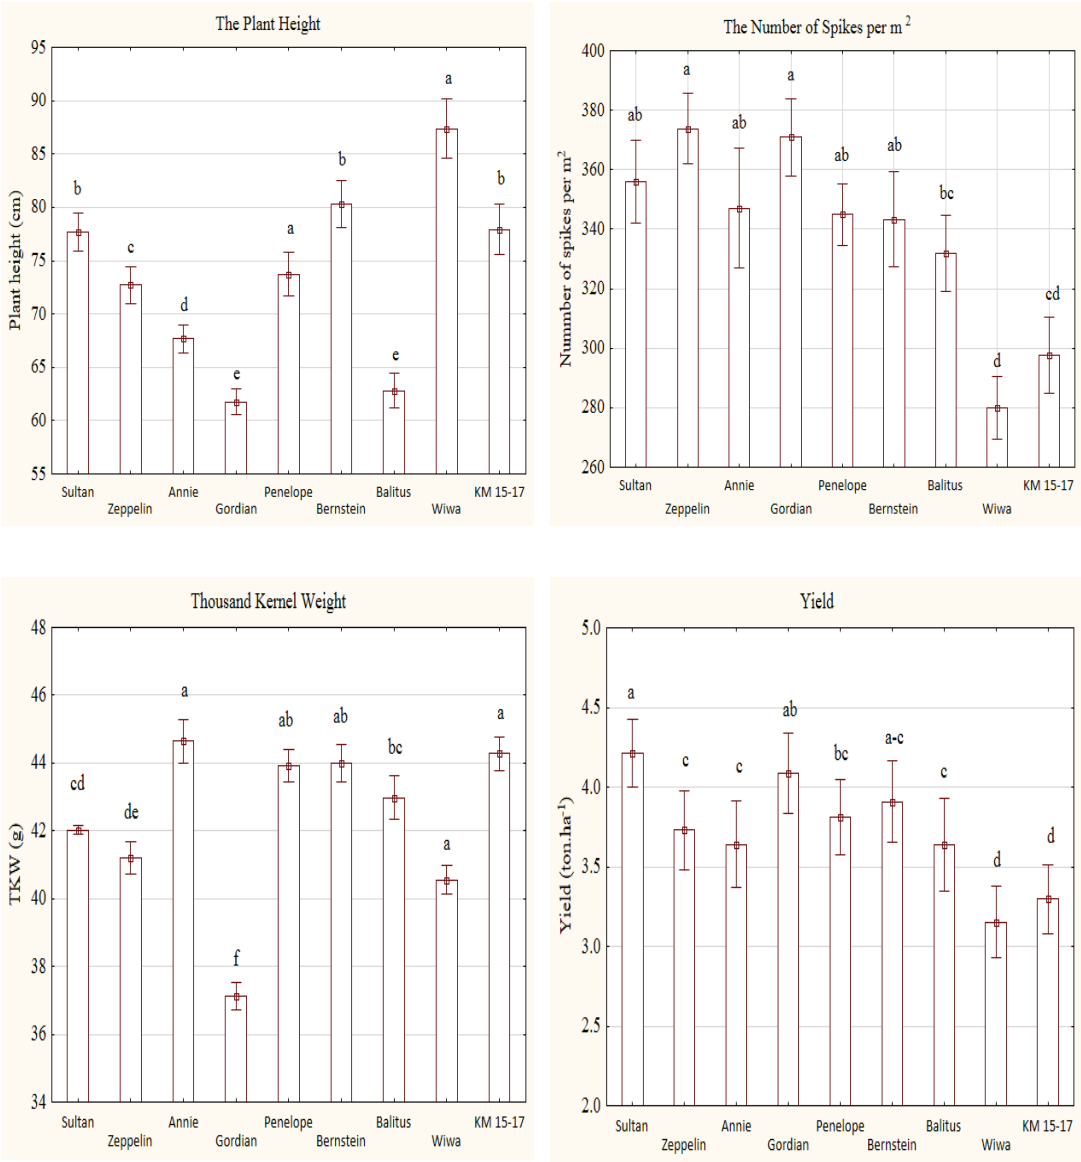 The Plant Height
95
90
85
80
75
70
65
60
55
Plant height (cm)
b
c
d
e
a
b
e
a
b
Sultan Annie Penelope Balitus KM 15-17
Zeppelin Gordian Bernstein Wiwa
The Number of Spikes per m 2
400
380
360
340
320
300
280
260
Nummber of spikes per m2
ab
a
ab
a
ab
ab
bc
d
cd
Sultan Annie Penelope Balitus KM 15-17
Zeppelin Gordian Bernstein Wiwa
Thousand Kernel Weight
48
46
44
42
40
38
36
34
TKW (g)
cd
de
a
f
ab
ab
bc
a
a
Sultan Annie Penelope Balitus KM 15-17
Zeppelin Gordian Bernstein Wiwa
Yield
5.0
4.5
4.0
3.5
3.0
2.5
2.0
Yield (ton.ha-1)
a
c
c
ab
bc
a-c
c
d
d
Sultan Annie Penelope Balitus KM 15-17
Zeppelin Gordian Bernstein Wiwa